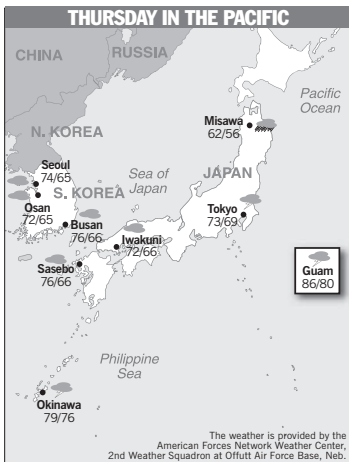 THURSDAY IN THE PACIFIC
CHINA
RUSSIA
Pacific
Ocean
Misawa
62/56
N. KOREA
Seoul
74/65
Sea of
Japan
JAPAN
S. KOREA
Osan
72/65
Busan
76/66
Tokyo
73/69
Iwakuni
72/66
Sasebo
76/66
Guam
86/80
Philippine
Sea
Okinawa
79/76
The weather is provided by the
American Forces Network Weather Center,
2nd Weather Squadron at Offutt Air Force Base, Neb.